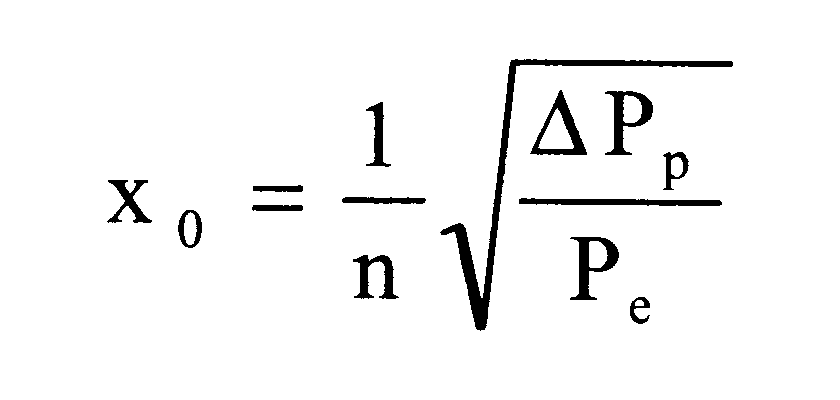 x₀ = 1/n √(ΔPₚ/Pₑ)